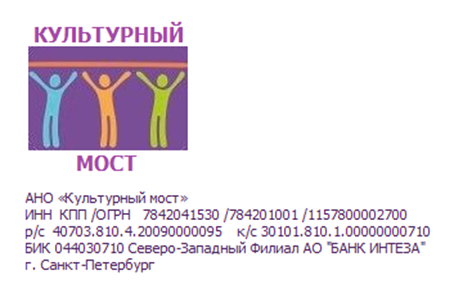 КУЛЬТУРНЫЙ
МОСТ
АНО «Культурный мост»
ИНН КПП /ОГРН 7842041530 /784201001 /1157800002700
р/с 40703.810.4.20090000095 к/с 30101.810.1.00000000710
БИК 044030710 Северо-Западный Филиал АО "БАНК ИНТЕЗА"
г. Санкт-Петербург